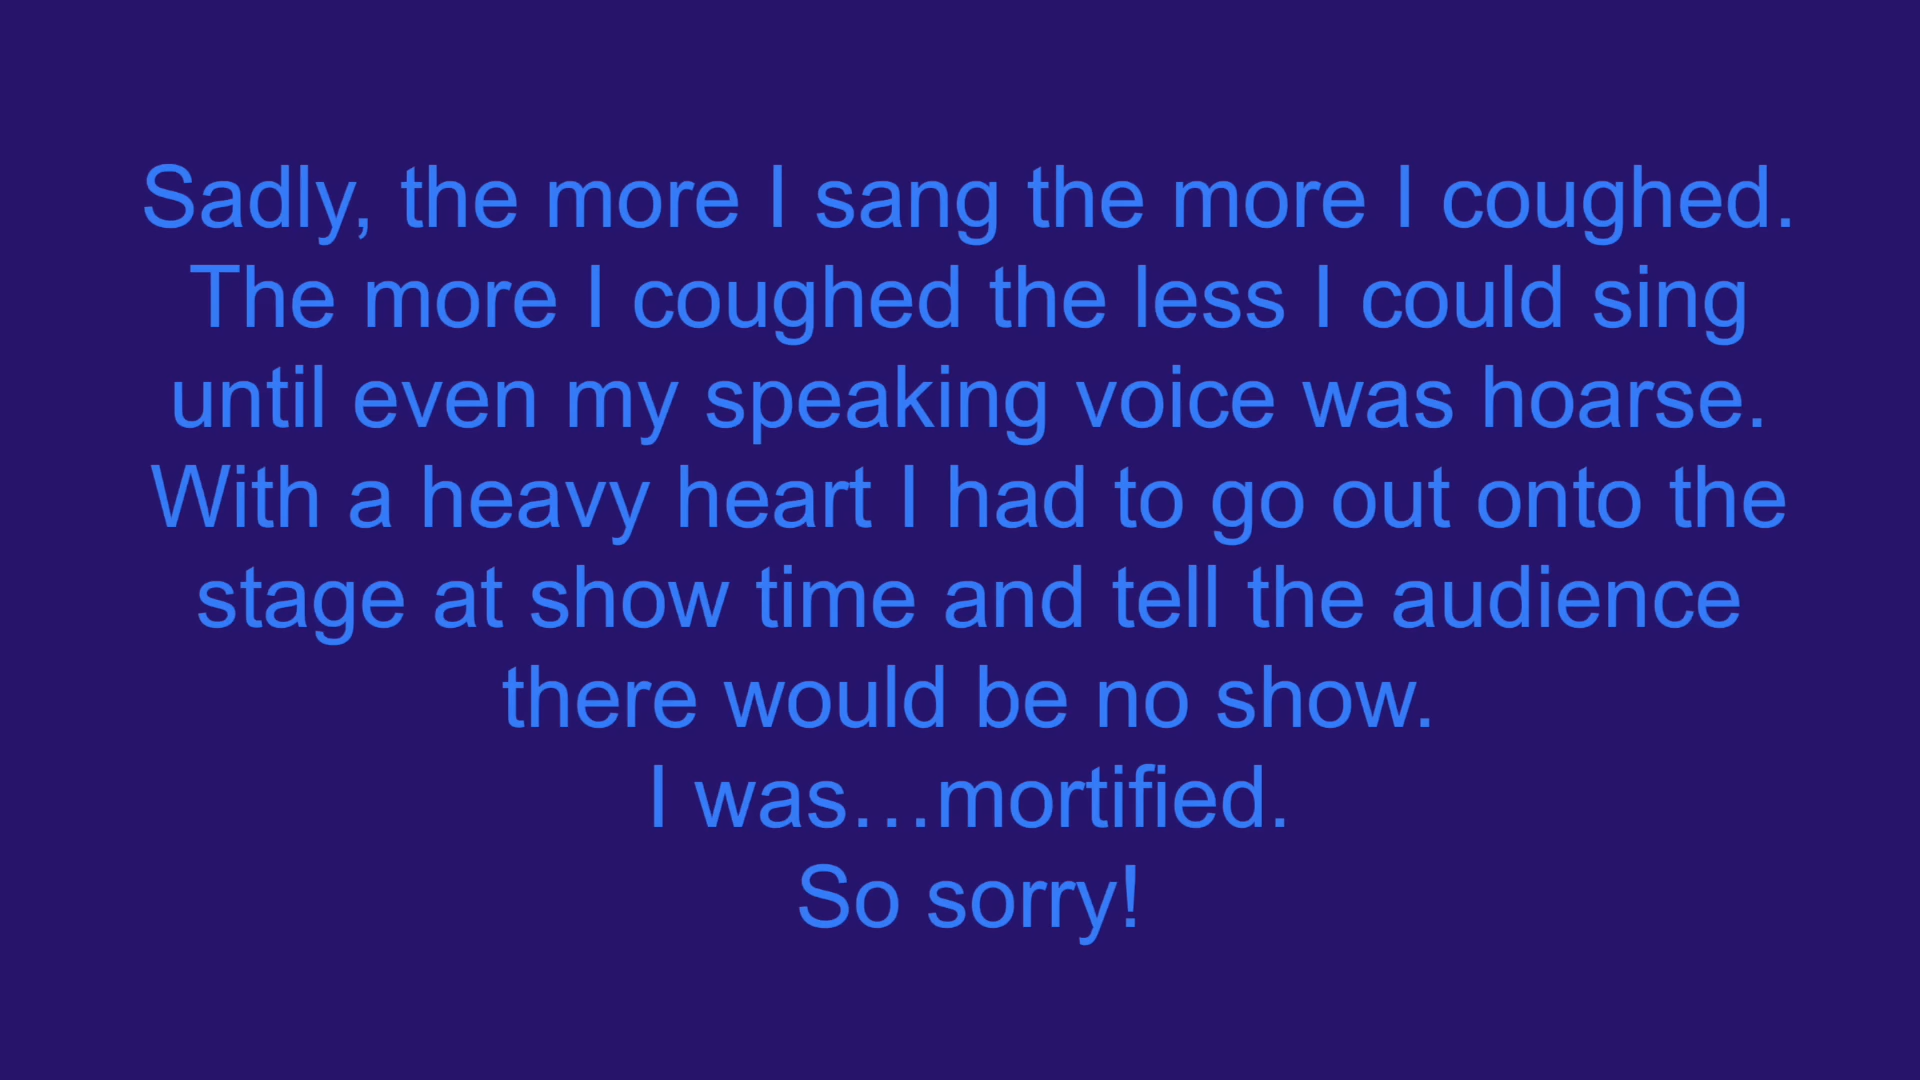 Sadly, the more I sang the more I coughed.
The more I coughed the less I could sing
until even my speaking voice was hoarse.
With a heavy heart I had to go out onto the
stage at show time and tell the audience
there would be no show.
I was…mortified.
So sorry!